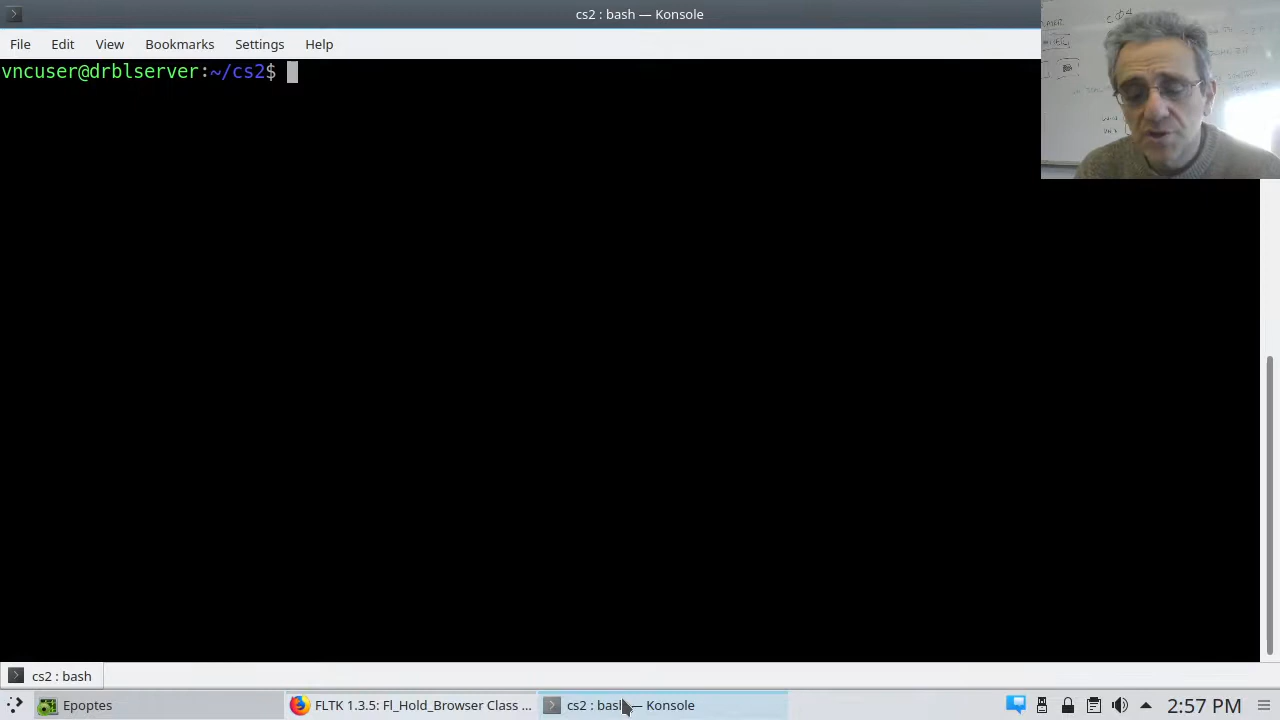 cs2 : bash — Konsole
File Edit View Bookmarks Settings Help
vncuser@drblserver:~/cs2$
cs2 : bash
Epoptes
FLTK 1.3.5: Fl_Hold_Browser Class ...
cs2 : bash — Konsole
2:57 PM